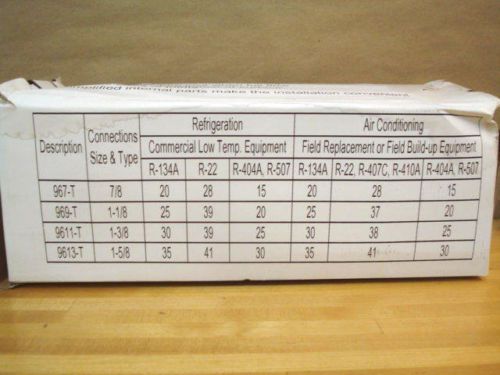 simplified internal parts make the installation convenient.
Description Connections Size & Type Refrigeration Air Conditioning
Commercial Low Temp. Equipment Field Replacement or Field Build-up Equipment
R-134A R-22 R-404A, R-507 R-134A R-22, R-407C, R-410A R-404A, R-507
967-T 7/8 20 28 15 20 28 15
969-T 1-1/8 25 39 20 25 37 20
9611-T 1-3/8 30 39 25 30 38 25
9613-T 1-5/8 35 41 30 35 41 30